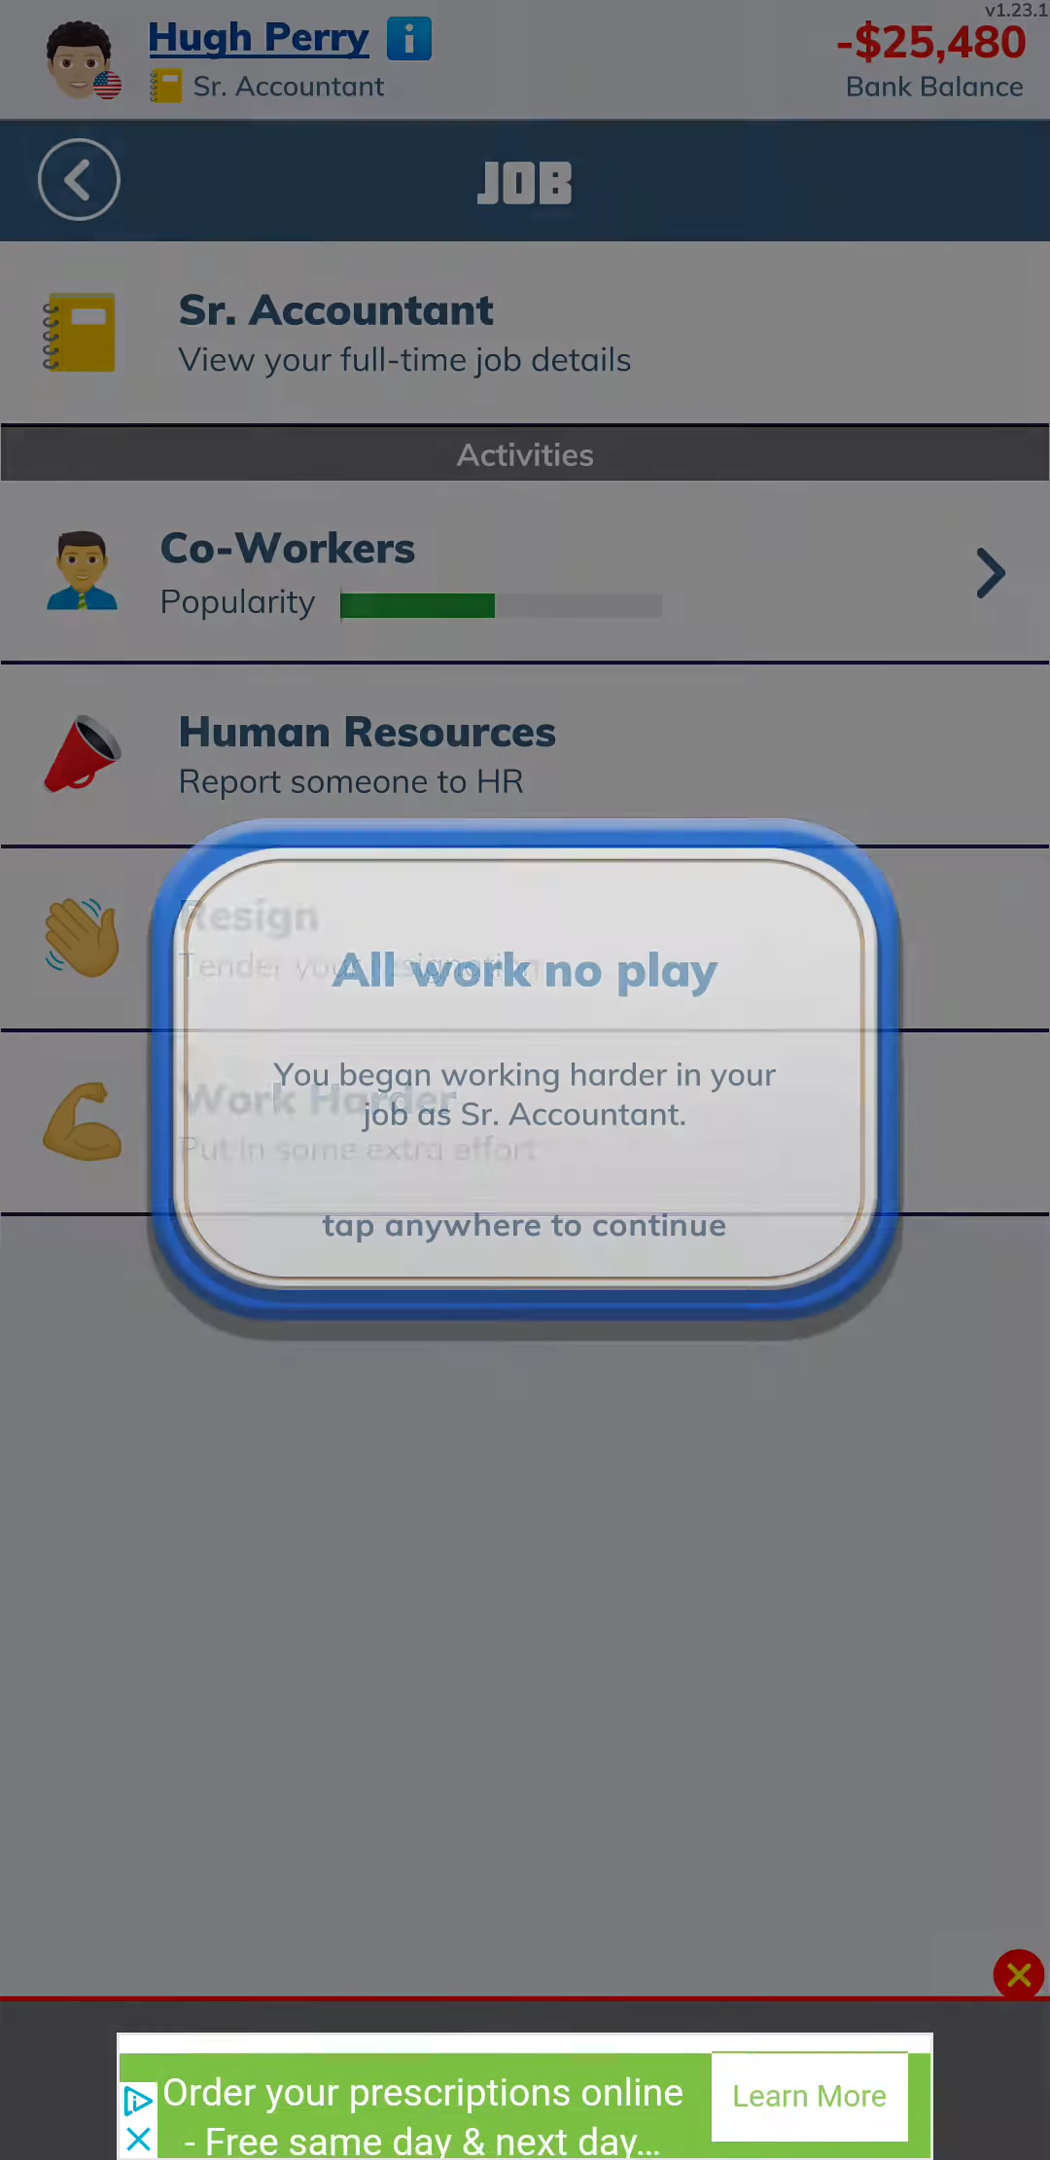 v1.23.1
Hugh Perry
-$25,480
Sr. Accountant
Bank Balance
JOB
Sr. Accountant
View your full-time job details
Activities
Co-Workers
Popularity
Human Resources
Report someone to HR
Resign
Tender your resignation
All work no play
You began working harder in your
job as Sr. Accountant.
Work Harder
Put in some extra effort
tap anywhere to continue
Order your prescriptions online
- Free same day & next day...
Learn More